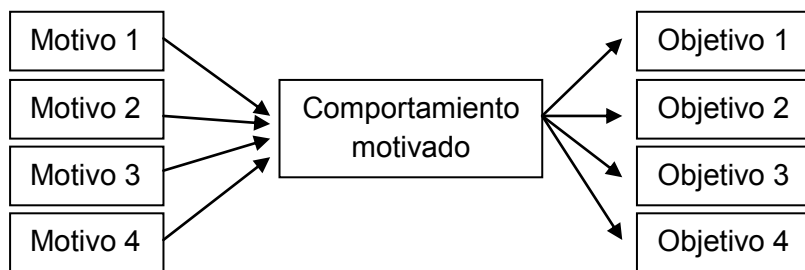 Motivo 1
Motivo 2
Motivo 3
Motivo 4
Comportamiento
motivado
Objetivo 1
Objetivo 2
Objetivo 3
Objetivo 4